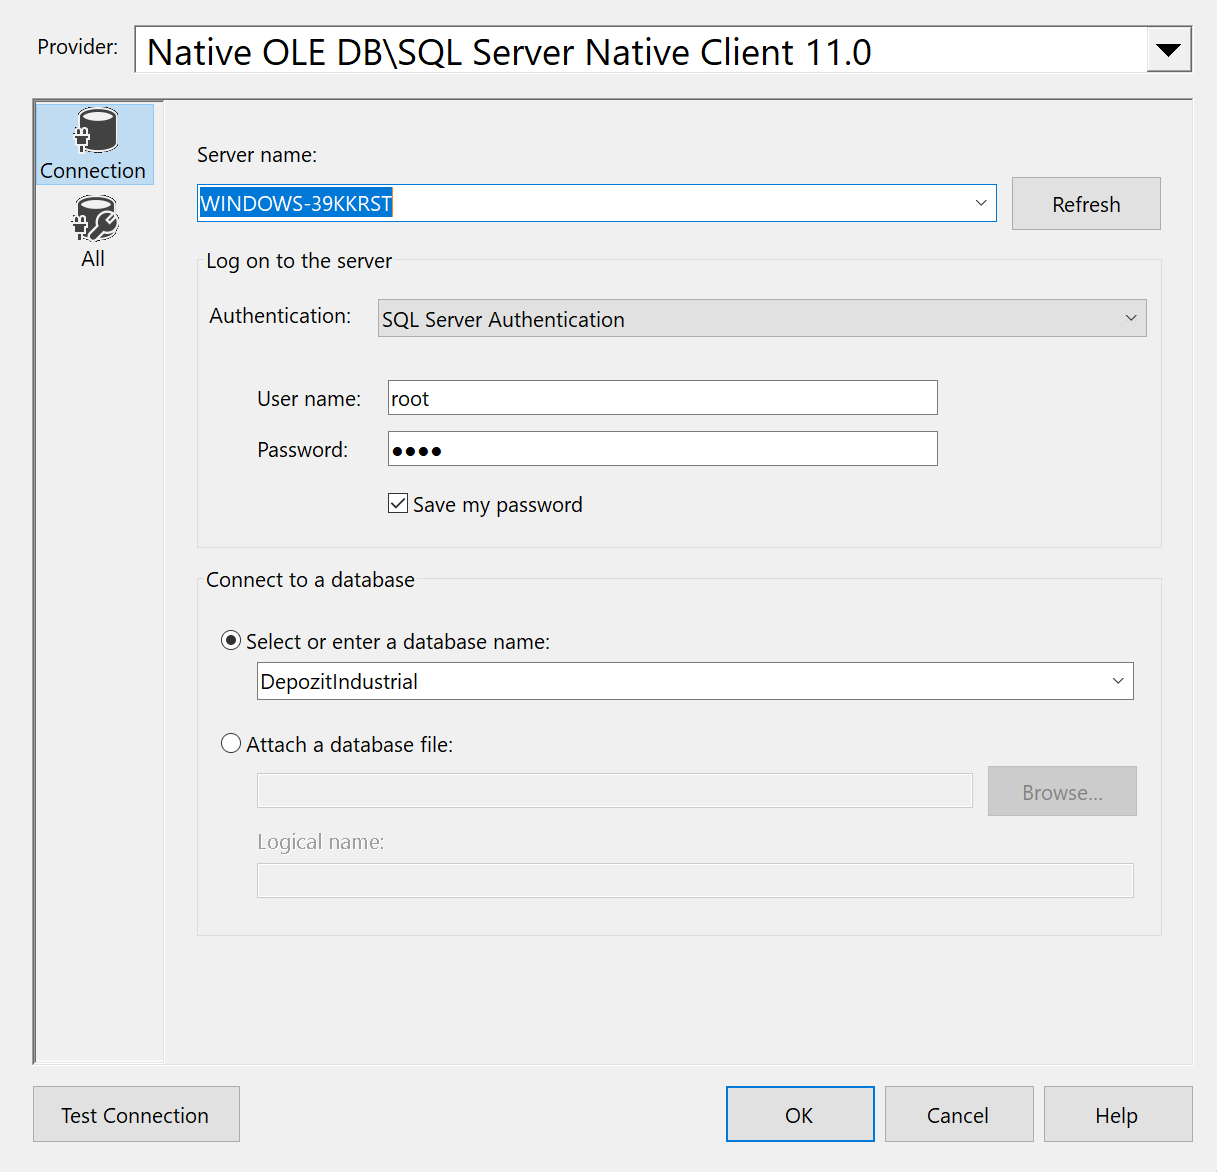 Provider: Native OLE DB\SQL Server Native Client 11.0
Connection
All
Server name:
WINDOWS-39KKRST
Refresh
Log on to the server
Authentication: SQL Server Authentication
User name: root
Password: ●●●●
Save my password
Connect to a database
Select or enter a database name:
DepozitIndustrial
Attach a database file:
Browse...
Logical name:
Test Connection OK Cancel Help